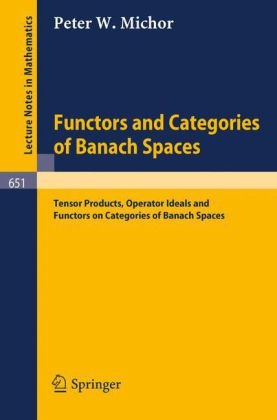 Lecture Notes in Mathematics
651
Peter W. Michor
Functors and Categories
of Banach Spaces
Tensor Products, Operator Ideals and
Functors on Categories of Banach Spaces
Springer